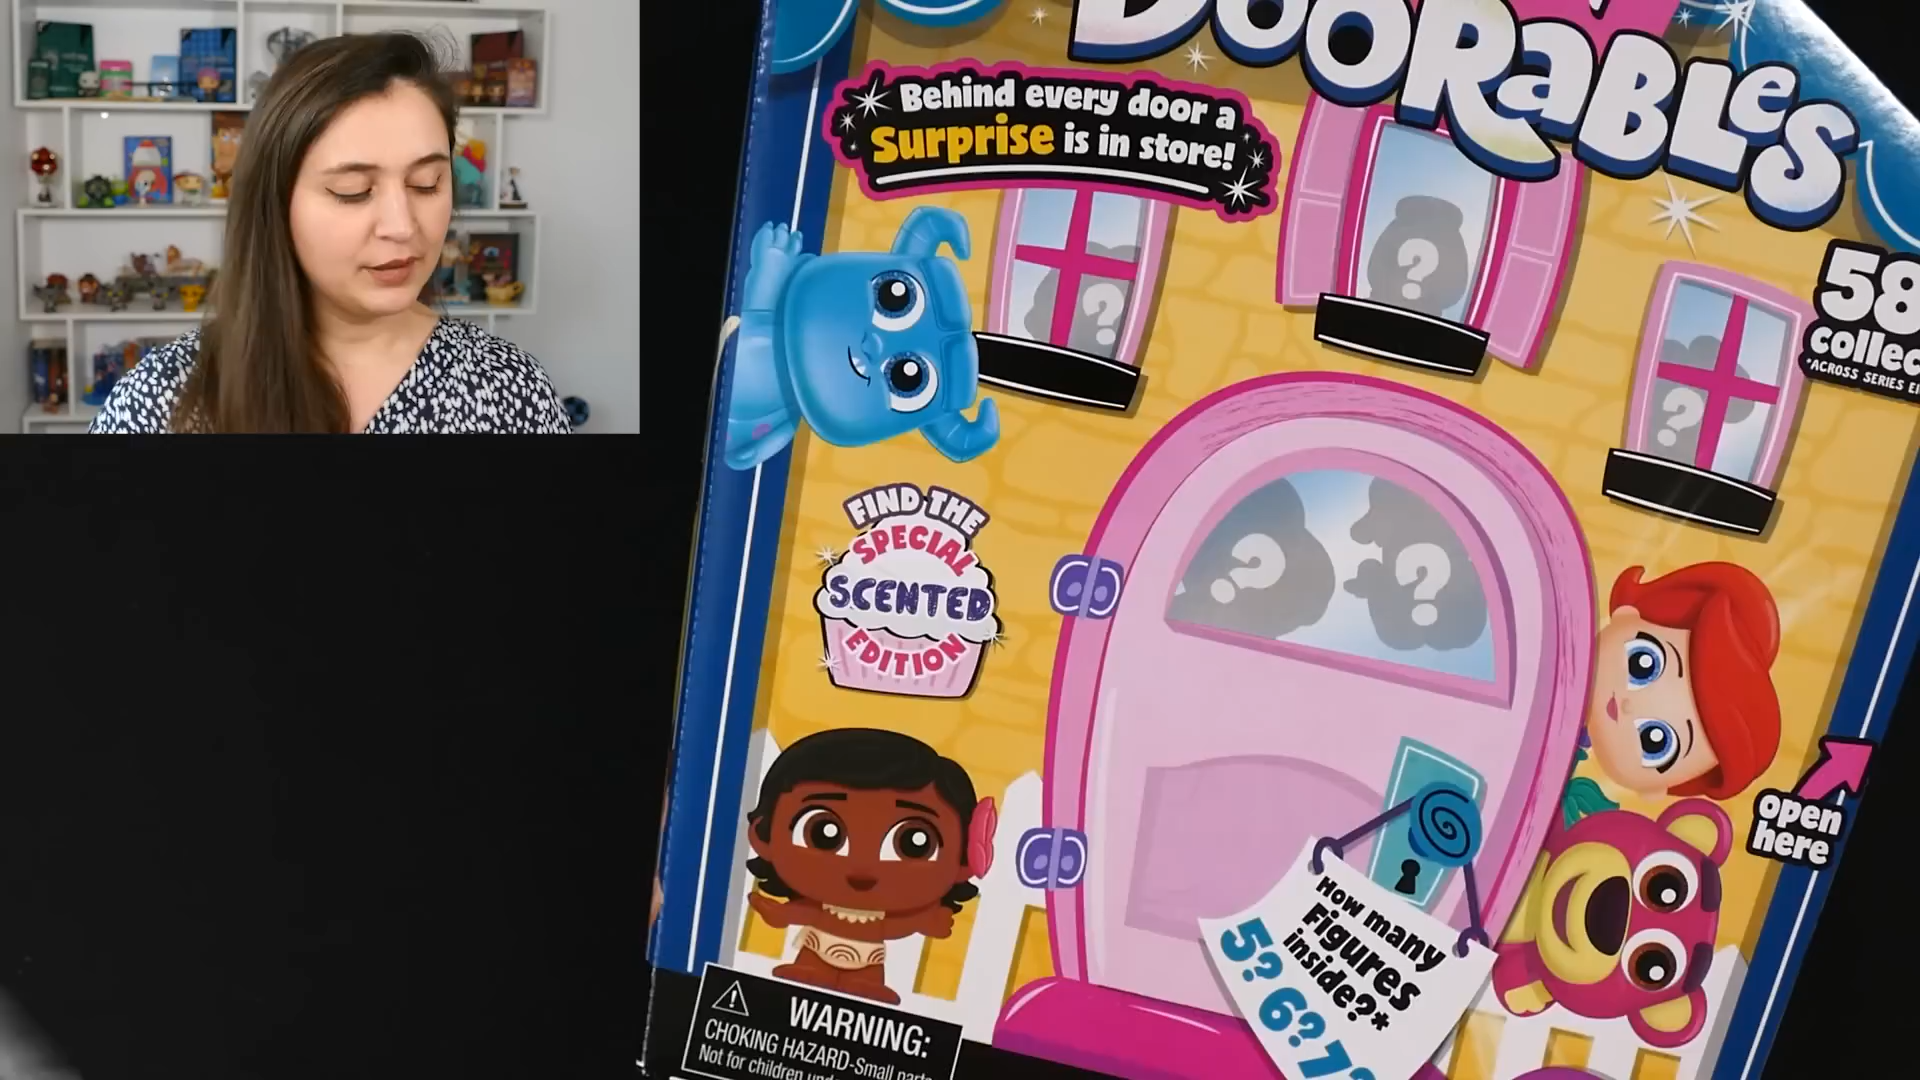 DOORABLES
Behind every door a
Surprise is in store!
58
collec
*ACROSS SERIES
FIND THE
SPECIAL
SCENTED
EDITION
open
here
HOW many
Figures
inside?*
5? 6? 7?
WARNING:
CHOKING HAZARD-Small parts
Not for children